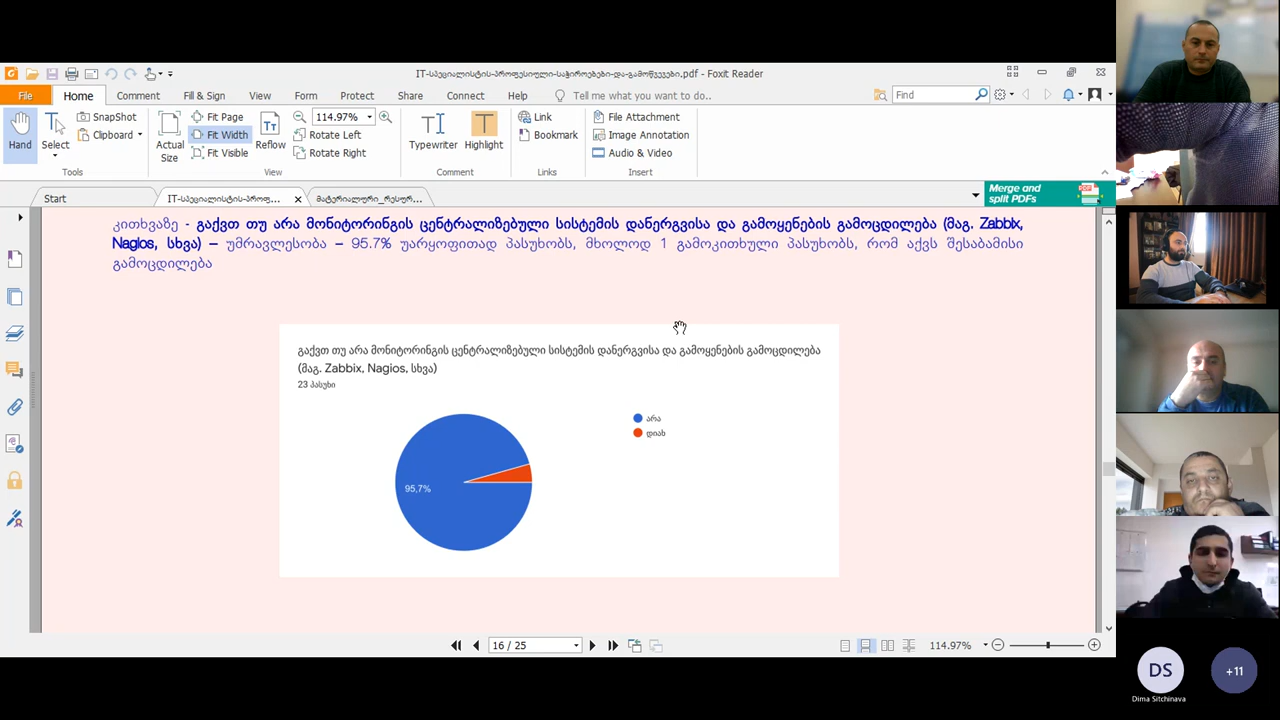 IT-სპეციალისტის-პროფესიული-საჭიროებები-და-გამოწვევები.pdf - Foxit Reader
File Home Comment Fill & Sign View Form Protect Share Connect Help Tell me what you want to do.. Find
Hand
Select
SnapShot
Clipboard
Tools
Actual Size
Fit Page
Fit Width
Fit Visible
Reflow
114.97%
Rotate Left
Rotate Right
View
Typewriter
Highlight
Comment
Link
Bookmark
Links
File Attachment
Image Annotation
Audio & Video
Insert
Start IT-სპეციალისტის-პროფ... მატერიალური_რესურ...
Merge and
split PDFs
PDF
კითხვაზე - გაქვთ თუ არა მონიტორინგის ცენტრალიზებული სისტემის დანერგვისა და გამოყენების გამოცდილება (მაგ. Zabbix,
Nagios, სხვა) – უმრავლესობა – 95.7% უარყოფითად პასუხობს, მხოლოდ 1 გამოკითხული პასუხობს, რომ აქვს შესაბამისი
გამოცდილება
გაქვთ თუ არა მონიტორინგის ცენტრალიზებული სისტემის დანერგვისა და გამოყენების გამოცდილება
(მაგ. Zabbix, Nagios, სხვა)
23 პასუხი
არა
დიახ
95,7%
16 / 25
114.97%
DS
Dima Sitchinava
+11